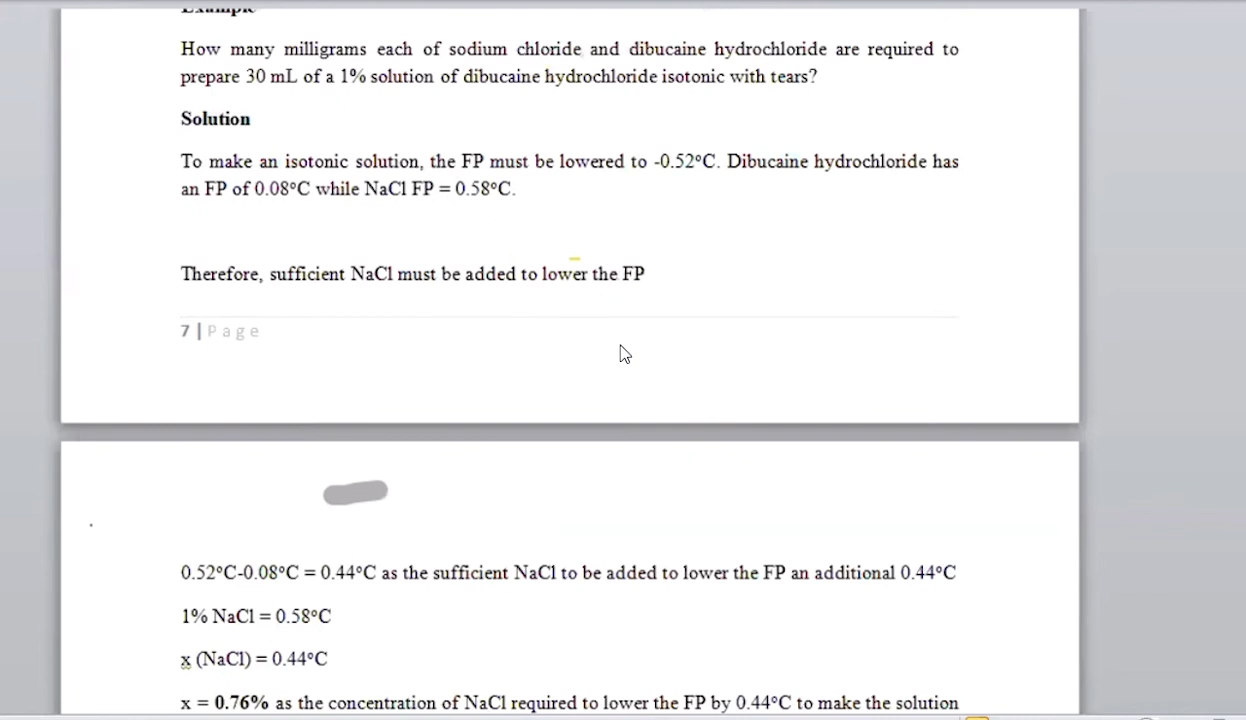 Example
How many milligrams each of sodium chloride and dibucaine hydrochloride are required to
prepare 30 mL of a 1% solution of dibucaine hydrochloride isotonic with tears?
Solution
To make an isotonic solution, the FP must be lowered to -0.52°C. Dibucaine hydrochloride has
an FP of 0.08°C while NaCl FP = 0.58°C.
Therefore, sufficient NaCl must be added to lower the FP
7 | Page
0.52°C-0.08°C = 0.44°C as the sufficient NaCl to be added to lower the FP an additional 0.44°C
1% NaCl = 0.58°C
x (NaCl) = 0.44°C
x = 0.76% as the concentration of NaCl required to lower the FP by 0.44°C to make the solution